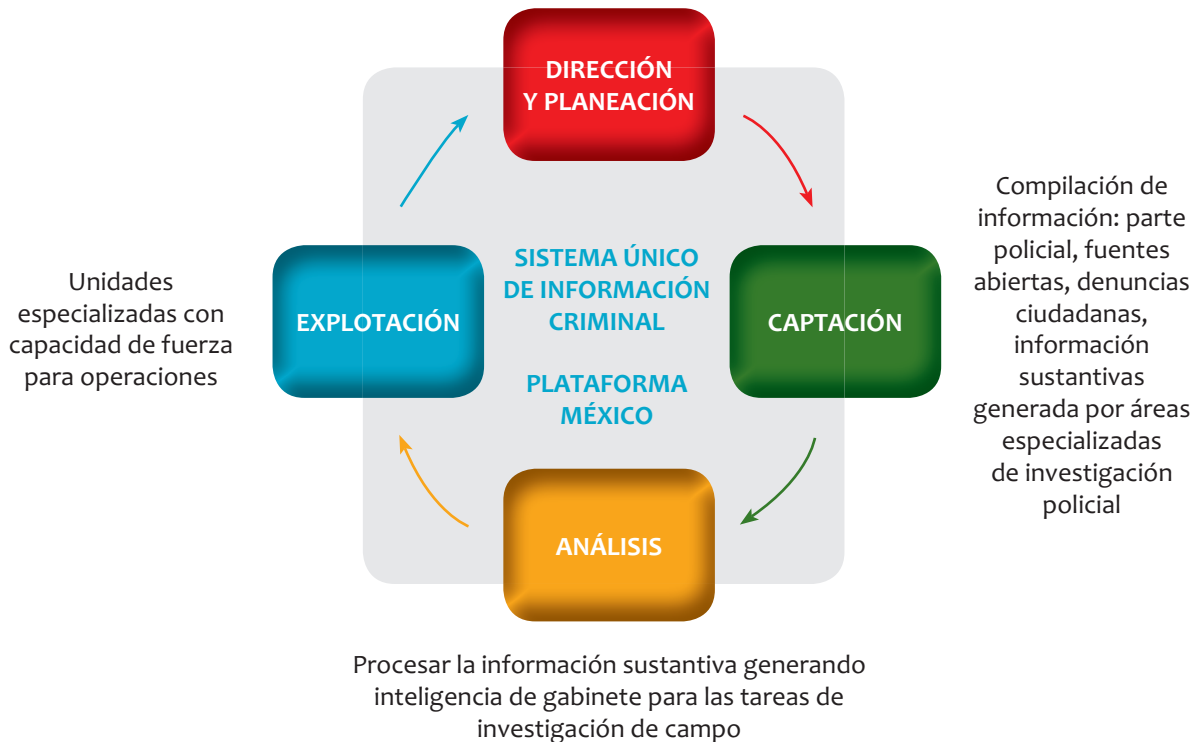 DIRECCIÓN
Y PLANEACIÓN
Compilación de
información: parte
policial, fuentes
abiertas, denuncias
ciudadanas,
información
sustantivas
generada por áreas
especializadas
de investigación
policial
SISTEMA ÚNICO
DE INFORMACIÓN
CRIMINAL
PLATAFORMA
MÉXICO
Unidades
especializadas con
capacidad de fuerza
para operaciones
EXPLOTACIÓN
CAPTACIÓN
ANÁLISIS
Procesar la información sustantiva generando
inteligencia de gabinete para las tareas de
investigación de campo